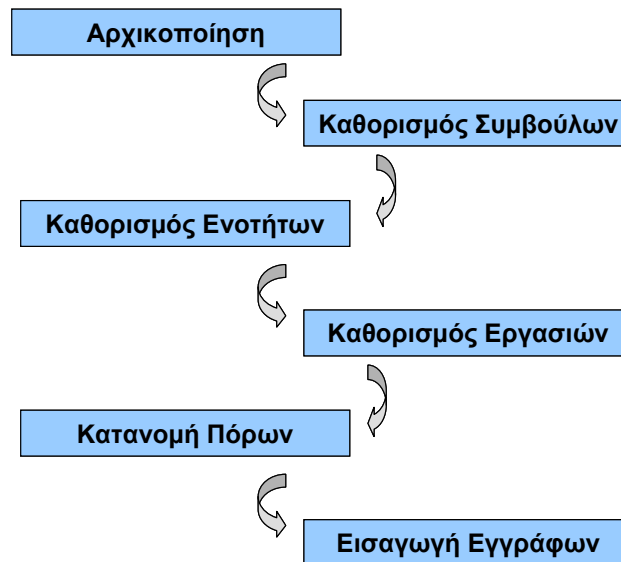 Αρχικοποίηση
Καθορισμός Συμβούλων
Καθορισμός Ενοτήτων
Καθορισμός Εργασιών
Κατανομή Πόρων
Εισαγωγή Εγγράφων